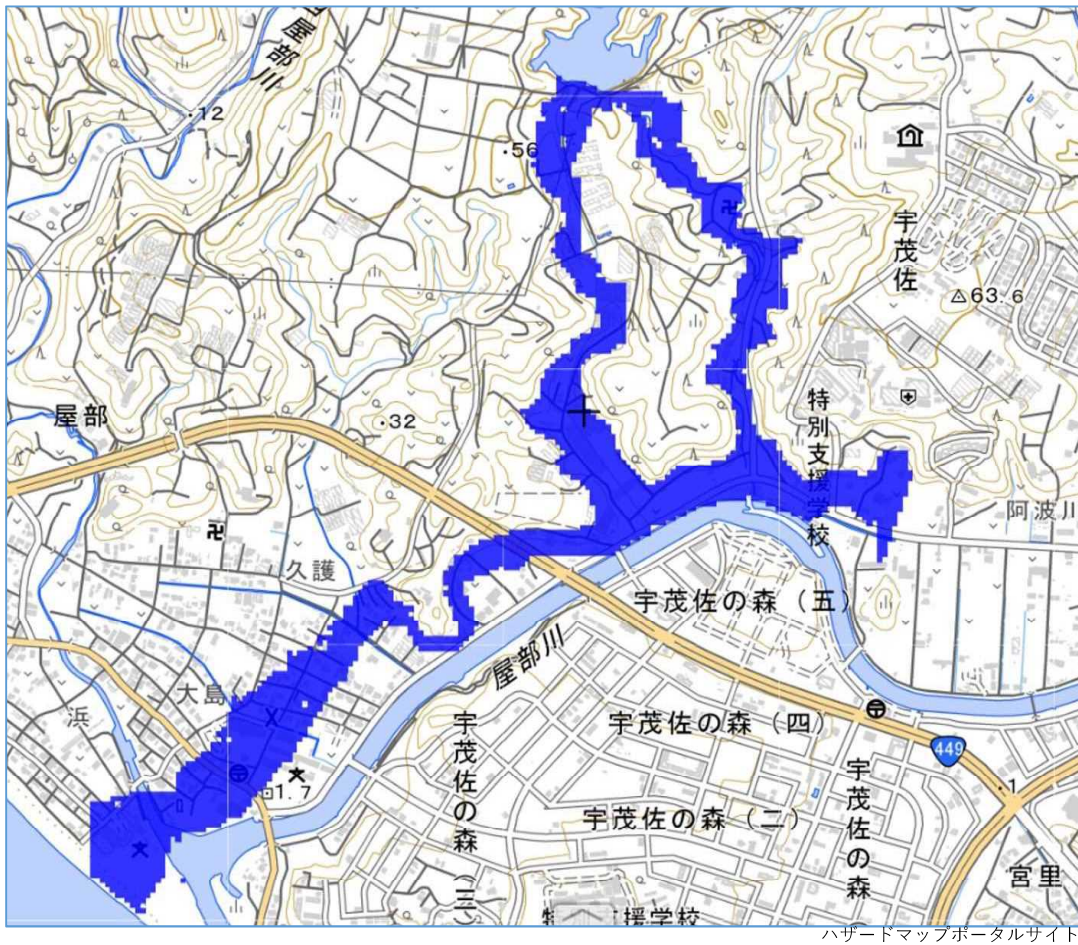 屋部川
12
56
宇茂佐
63.6
屋部
32
特別支援学校
阿波川
久護
宇茂佐の森(五)
屋部川
大島
浜
宇茂佐の森(三)
宇茂佐の森(四)
449
宇茂佐の森
1.7
1
宇茂佐の森(二)
宮里
援学校
ハザードマップポータルサイト